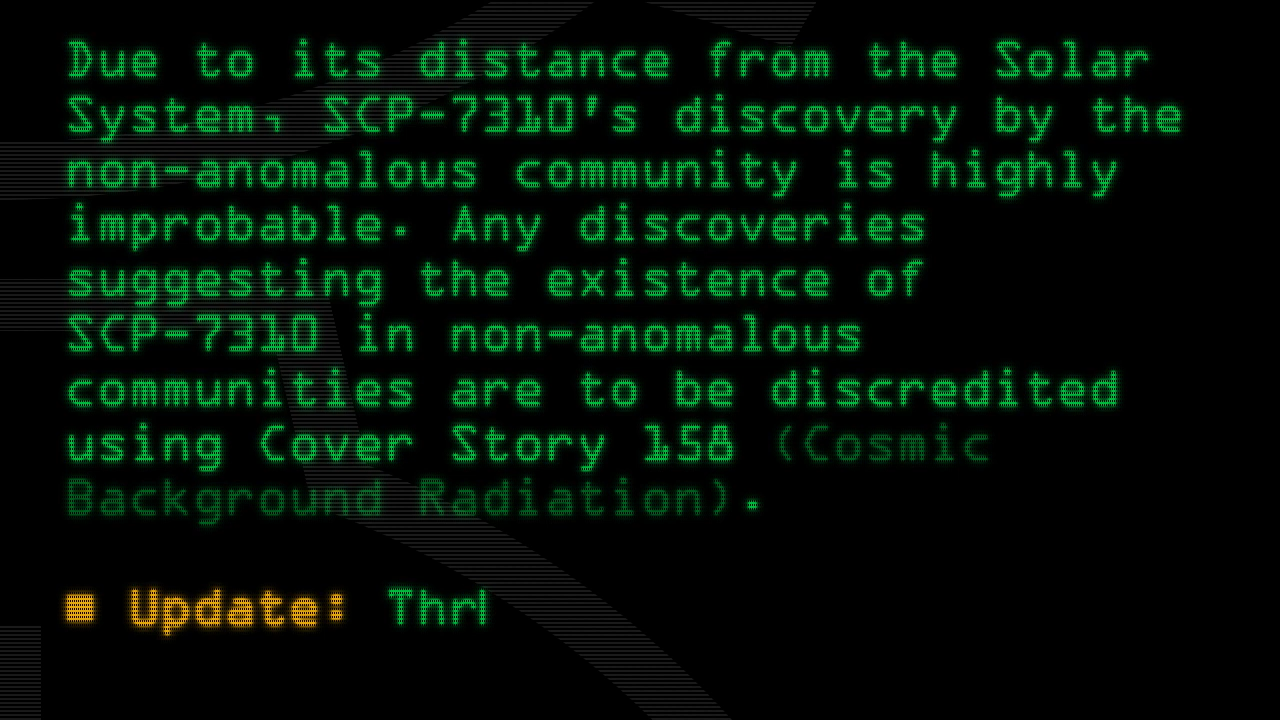 Due to its distance from the Solar
System, SCP-7310's discovery by the
non-anomalous community is highly
improbable. Any discoveries
suggesting the existence of
SCP-7310 in non-anomalous
communities are to be discredited
using Cover Story 158 (Cosmic
Background Radiation).
■ Update: Thr